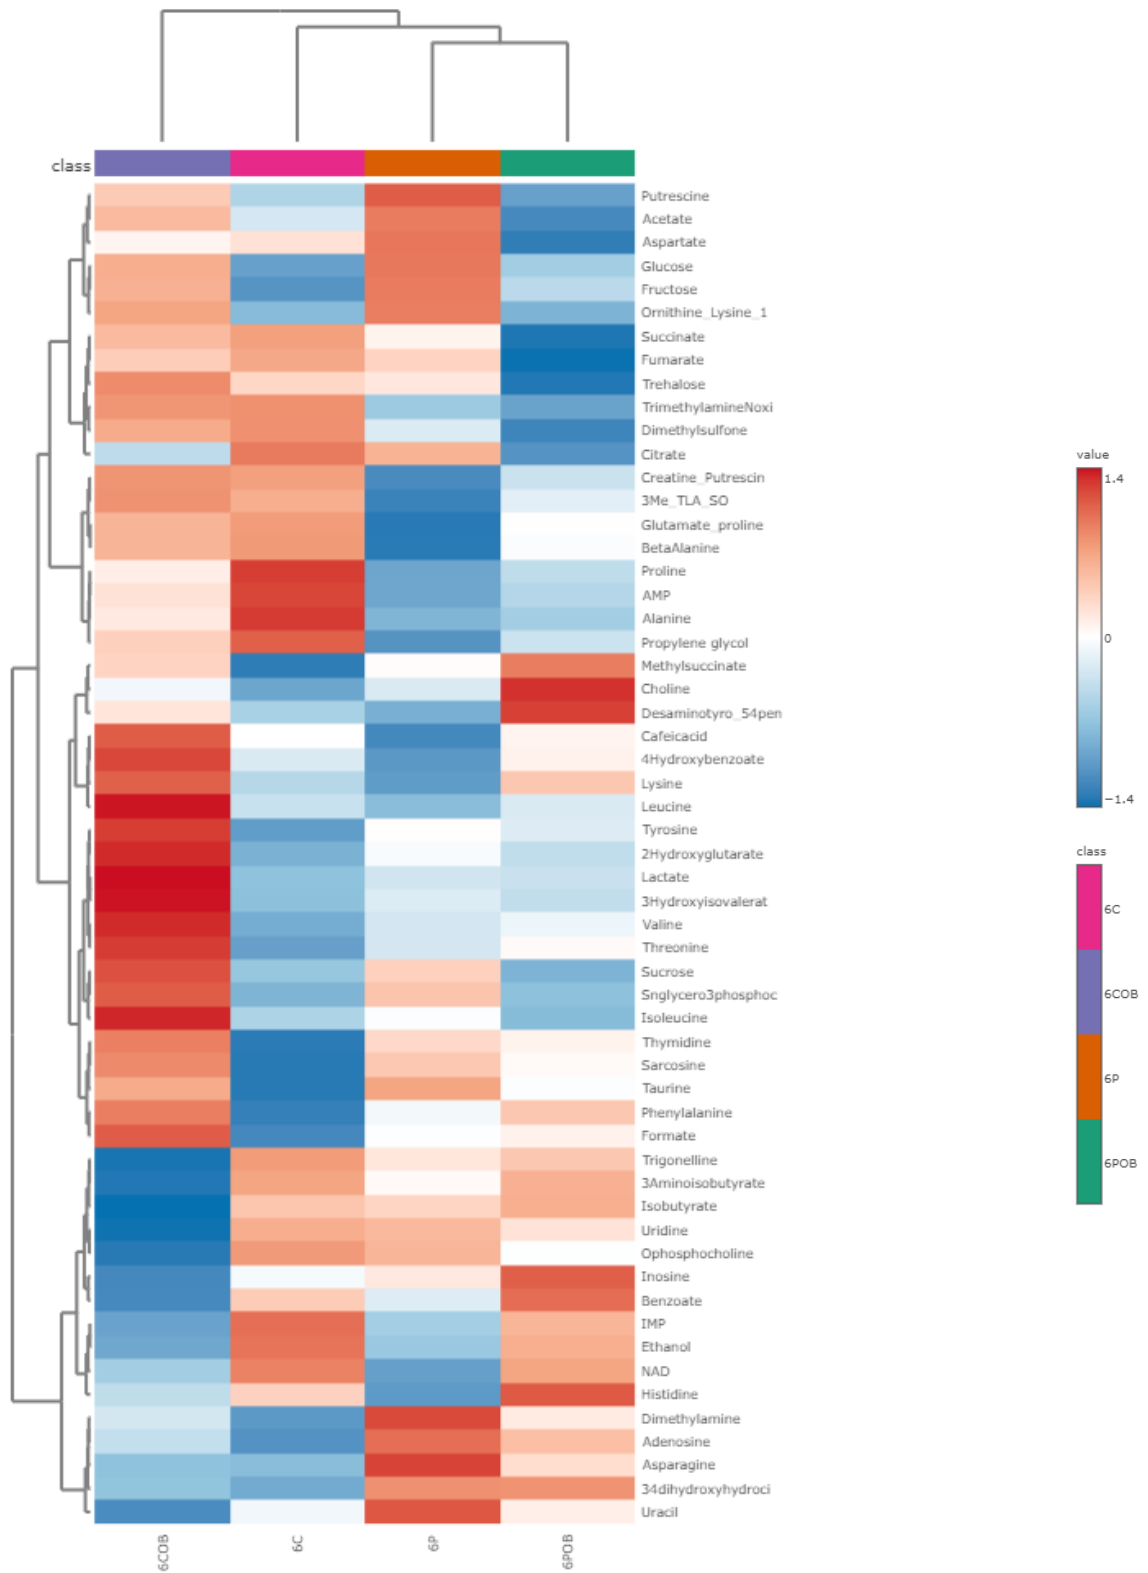 class
Putrescine
Acetate
Aspartate
Glucose
Fructose
Ornithine_Lysine_1
Succinate
Fumarate
Trehalose
TrimethylamineNoxi
Dimethylsulfone
Citrate
Creatine_Putrescin
3Me_TLA_SO
Glutamate_proline
BetaAlanine
Proline
AMP
Alanine
Propylene glycol
Methylsuccinate
Choline
Desaminotyro_54pen
Cafeicacid
4Hydroxybenzoate
Lysine
Leucine
Tyrosine
2Hydroxyglutarate
Lactate
3Hydroxyisovalerat
Valine
Threonine
Sucrose
Snglycero3phosphoc
Isoleucine
Thymidine
Sarcosine
Taurine
Phenylalanine
Formate
Trigonelline
3Aminoisobutyrate
Isobutyrate
Uridine
Ophosphocholine
Inosine
Benzoate
IMP
Ethanol
NAD
Histidine
Dimethylamine
Adenosine
Asparagine
34dihydroxyhydroci
Uracil
6COB
6C
6P
6POB
value
1.4
0
−1.4
class
6C
6COB
6P
6POB